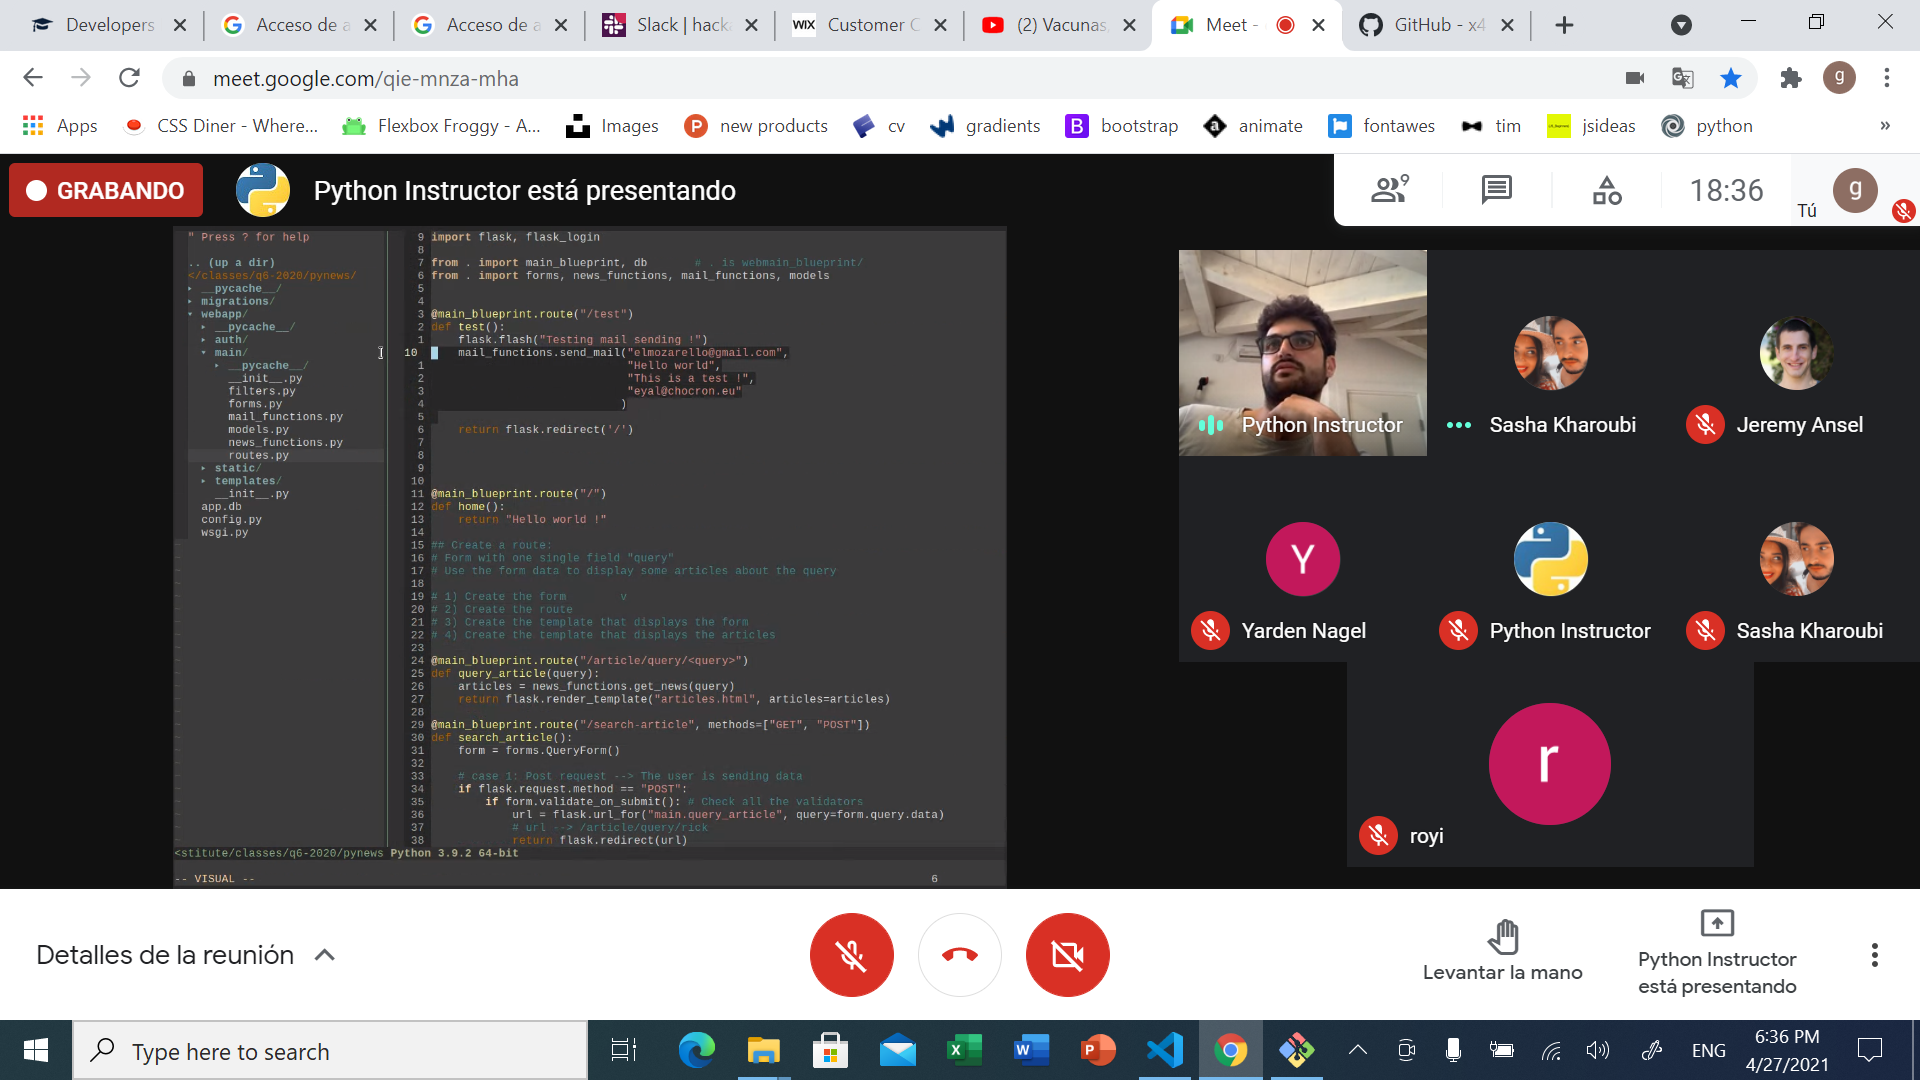 Developers
Acceso de a
Acceso de a
Slack | hack
WIX Customer C
(2) Vacunas,
Meet -
GitHub - x4
meet.google.com/qie-mnza-mha
g
Apps
CSS Diner - Where...
Flexbox Froggy - A...
Images
new products
cv
gradients
bootstrap
animate
fontawes
tim
jsideas
python
»
GRABANDO
Python Instructor está presentando
9
18:36
Tú
g
" Press ? for help
.. (up a dir)
</classes/q6-2020/pynews/
▸ __pycache__/
▸ migrations/
▾ webapp/
▸ __pycache__/
▸ auth/
▾ main/
▸ __pycache__/
__init__.py
filters.py
forms.py
mail_functions.py
models.py
news_functions.py
routes.py
▸ static/
▸ templates/
__init__.py
app.db
config.py
wsgi.py
9 import flask, flask_login
8
7 from . import main_blueprint, db # . is webmain_blueprint/
6 from . import forms, news_functions, mail_functions, models
5
4
3 @main_blueprint.route("/test")
2 def test():
1 flask.flash("Testing mail sending !")
10 mail_functions.send_mail("elmozarello@gmail.com",
1 "Hello world",
2 "This is a test !",
3 "eyal@chocron.eu"
4 )
5
6 return flask.redirect('/')
7
8
9
10
11 @main_blueprint.route("/")
12 def home():
13 return "Hello world !"
14
15 ## Create a route:
16 # Form with one single field "query"
17 # Use the form data to display some articles about the query
18
19 # 1) Create the form v
20 # 2) Create the route
21 # 3) Create the template that displays the form
22 # 4) Create the template that displays the articles
23
24 @main_blueprint.route("/article/query/<query>")
25 def query_article(query):
26 articles = news_functions.get_news(query)
27 return flask.render_template("articles.html", articles=articles)
28
29 @main_blueprint.route("/search-article", methods=["GET", "POST"])
30 def search_article():
31 form = forms.QueryForm()
32
33 # case 1: Post request --> The user is sending data
34 if flask.request.method == "POST":
35 if form.validate_on_submit(): # Check all the validators
36 url = flask.url_for("main.query_article", query=form.query.data)
37 # url --> /article/query/rick
38 return flask.redirect(url)
<stitute/classes/q6-2020/pynews Python 3.9.2 64-bit
-- VISUAL -- 6
Python Instructor
Sasha Kharoubi
Jeremy Ansel
Y
Yarden Nagel
Python Instructor
Sasha Kharoubi
r
royi
Detalles de la reunión
Levantar la mano
Python Instructor
está presentando
Type here to search
ENG
6:36 PM
4/27/2021